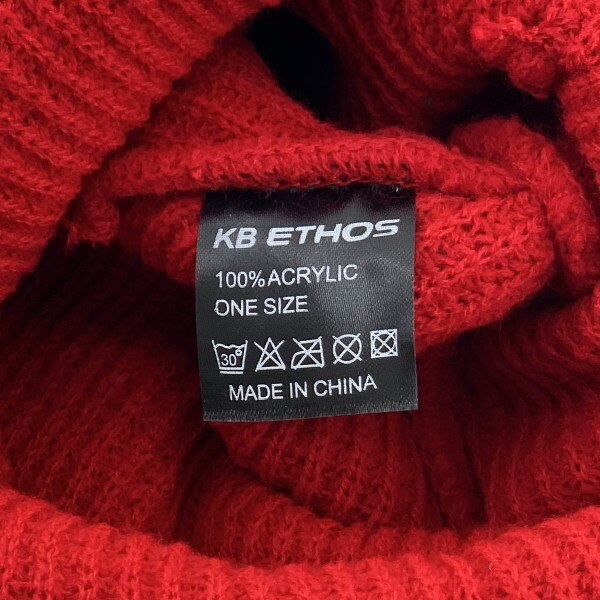 KB ETHOS
100% ACRYLIC
ONE SIZE
30°
MADE IN CHINA